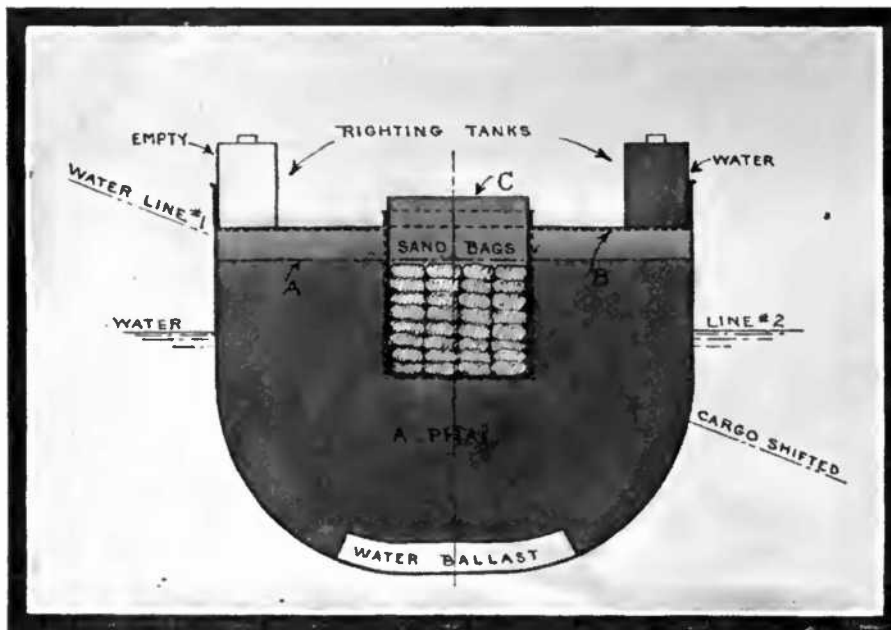 EMPTY
RIGHTING TANKS
WATER
C
WATER LINE #1
SAND BAGS
A
B
WATER
LINE #2
CARGO SHIFTED
WATER BALLAST